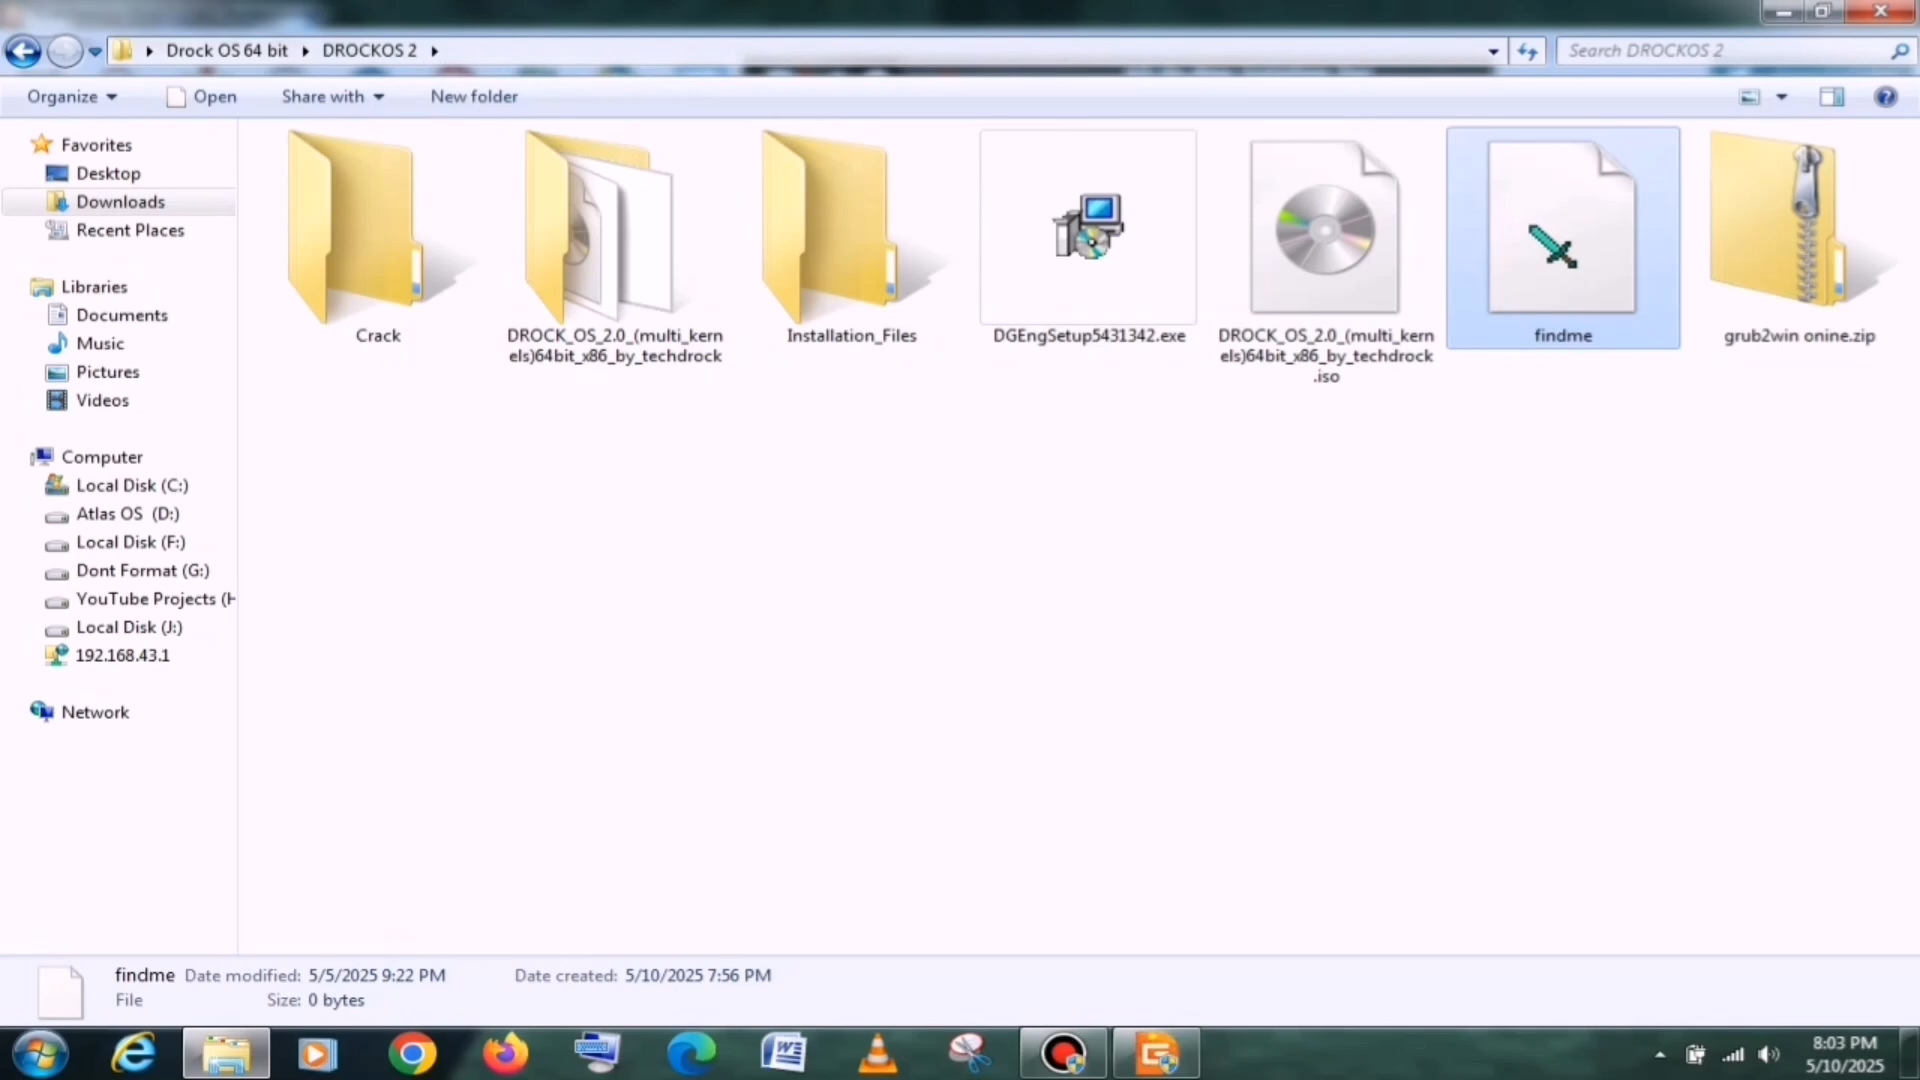 Drock OS 64 bit
DROCKOS 2
Search DROCKOS 2
Organize
Open
Share with
New folder
Favorites
Desktop
Downloads
Recent Places
Libraries
Documents
Music
Pictures
Videos
Computer
Local Disk (C:)
Atlas OS (D:)
Local Disk (F:)
Dont Format (G:)
YouTube Projects (H
Local Disk (J:)
192.168.43.1
Network
Crack
DROCK_OS_2.0_(multi_kern
els)64bit_x86_by_techdrock
Installation_Files
DGEngSetup5431342.exe
DROCK_OS_2.0_(multi_kern
els)64bit_x86_by_techdrock
.iso
findme
grub2win onine.zip
findme Date modified: 5/5/2025 9:22 PM Date created: 5/10/2025 7:56 PM
File Size: 0 bytes
8:03 PM
5/10/2025